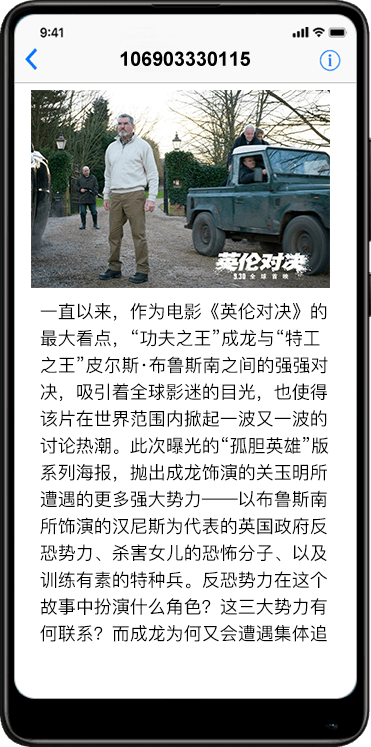 9:41
106903330115
英伦对决
9.30 全球首映
一直以来，作为电影《英伦对决》的
最大看点，“功夫之王”成龙与“特工
之王”皮尔斯·布鲁斯南之间的强强对
决，吸引着全球影迷的目光，也使得
该片在世界范围内掀起一波又一波的
讨论热潮。此次曝光的“孤胆英雄”版
系列海报，抛出成龙饰演的关玉明所
遭遇的更多强大势力——以布鲁斯南
所饰演的汉尼斯为代表的英国政府反
恐势力、杀害女儿的恐怖分子、以及
训练有素的特种兵。反恐势力在这个
故事中扮演什么角色？这三大势力有
何联系？而成龙为何又会遭遇集体追